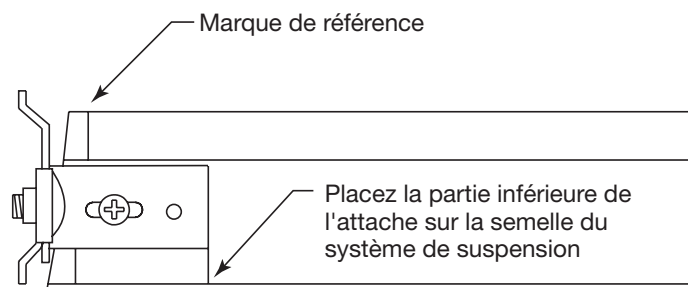 Marque de référence
Placez la partie inférieure de
l'attache sur la semelle du
système de suspension